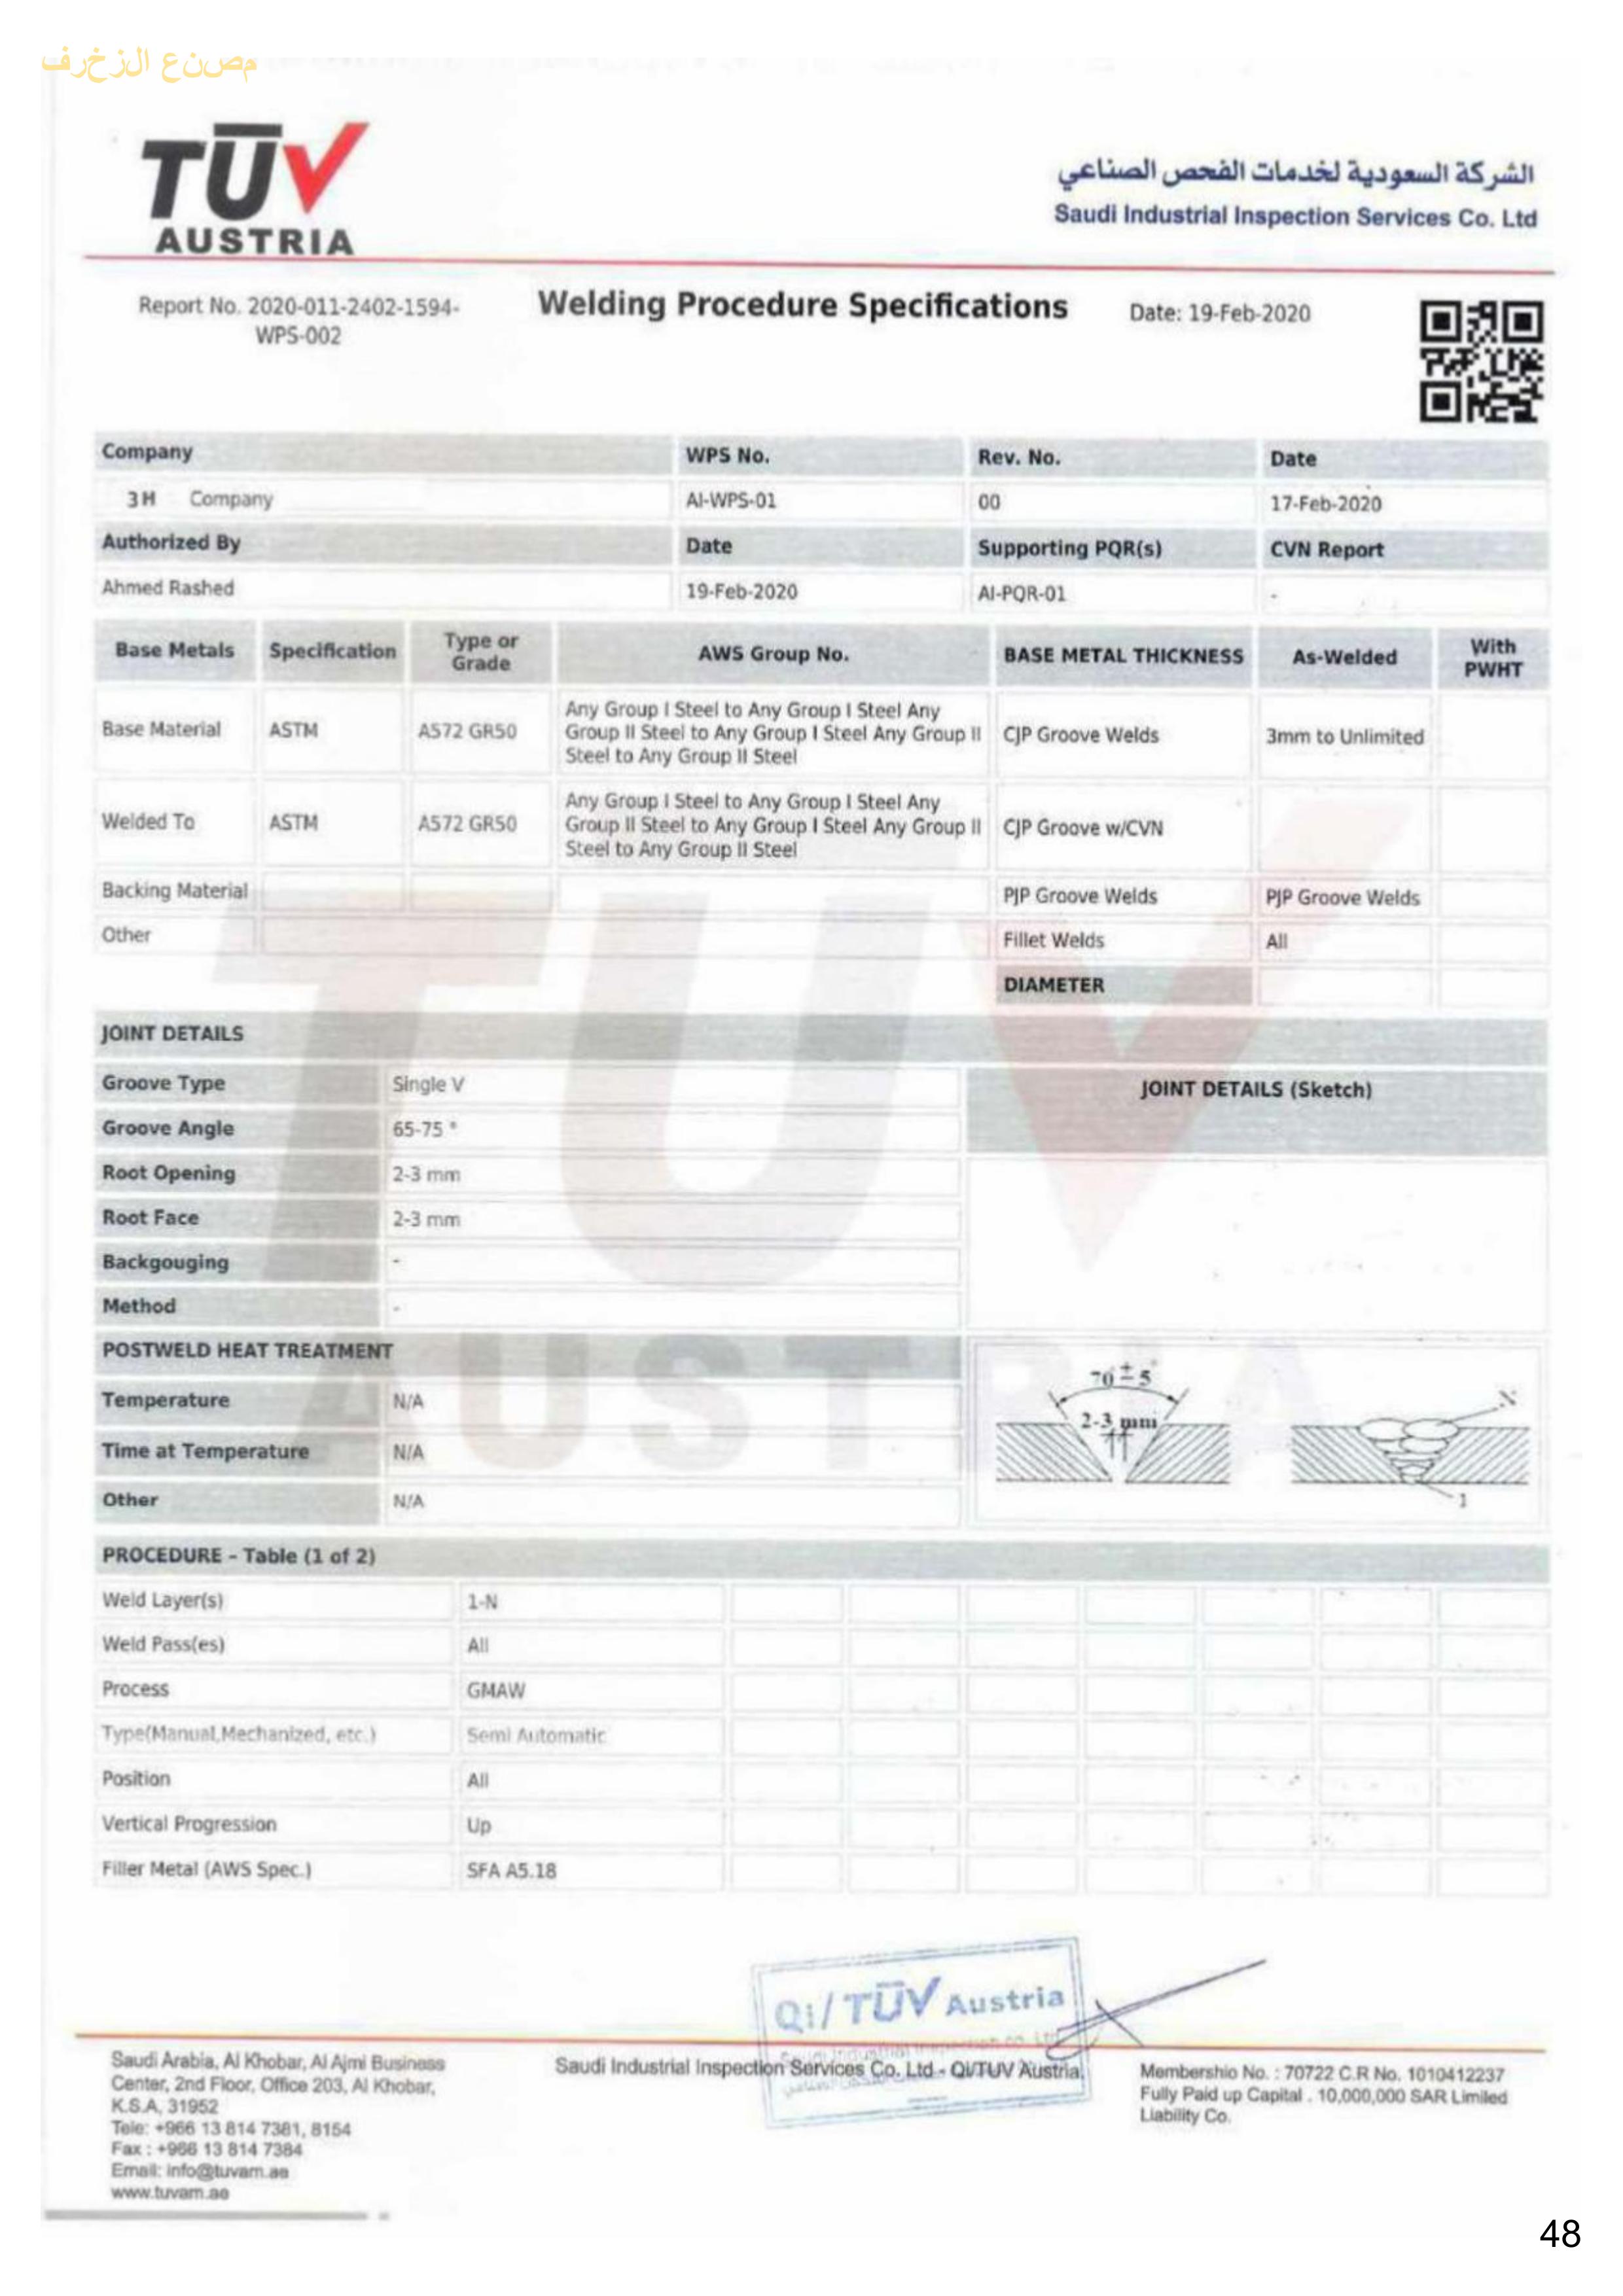 مصنع الزخرف
TÜV
AUSTRIA
الشركة السعودية لخدمات الفحص الصناعي
Saudi Industrial Inspection Services Co. Ltd
Report No. 2020-011-2402-1594-
WPS-002
Welding Procedure Specifications
Date: 19-Feb-2020
Company WPS No. Rev. No. Date
3H Company AI-WPS-01 00 17-Feb-2020
Authorized By Date Supporting PQR(s) CVN Report
Ahmed Rashed 19-Feb-2020 AI-PQR-01 -
Base Metals Specification Type or Grade AWS Group No. BASE METAL THICKNESS As-Welded With PWHT
Base Material ASTM A572 GR50 Any Group I Steel to Any Group I Steel Any Group II Steel to Any Group I Steel Any Group II Steel to Any Group II Steel CJP Groove Welds 3mm to Unlimited
Welded To ASTM A572 GR50 Any Group I Steel to Any Group I Steel Any Group II Steel to Any Group I Steel Any Group II Steel to Any Group II Steel CJP Groove w/CVN
Backing Material PJP Groove Welds PJP Groove Welds
Other Fillet Welds All
DIAMETER
JOINT DETAILS
Groove Type Single V JOINT DETAILS (Sketch)
Groove Angle 65-75 °
Root Opening 2-3 mm
Root Face 2-3 mm
Backgouging -
Method -
POSTWELD HEAT TREATMENT
Temperature N/A
Time at Temperature N/A
Other N/A
70 ± 5°
2-3 mm
N
1
PROCEDURE - Table (1 of 2)
Weld Layer(s) 1-N
Weld Pass(es) All
Process GMAW
Type(Manual,Mechanized, etc.) Semi Automatic
Position All
Vertical Progression Up
Filler Metal (AWS Spec.) SFA A5.18
Qi/ TÜV Austria
Saudi Arabia, Al Khobar, Al Ajmi Business
Center, 2nd Floor, Office 203, Al Khobar,
K.S.A, 31952
Tele: +966 13 814 7381, 8154
Fax : +966 13 814 7384
Email: info@tuvam.ae
www.tuvam.ae
Saudi Industrial Inspection Services Co. Ltd - QI/TUV Austria
Membershio No. : 70722 C.R No. 1010412237
Fully Paid up Capital . 10,000,000 SAR Limiled
Liability Co.
48